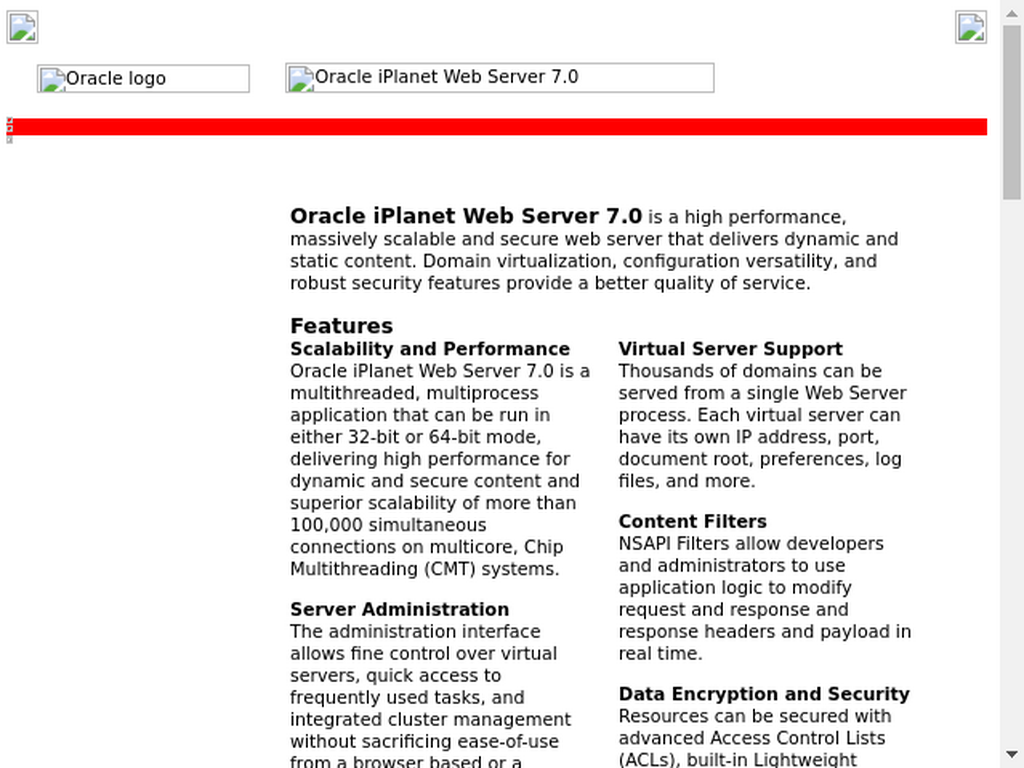 Oracle logo
Oracle iPlanet Web Server 7.0
Oracle iPlanet Web Server 7.0 is a high performance,
massively scalable and secure web server that delivers dynamic and
static content. Domain virtualization, configuration versatility, and
robust security features provide a better quality of service.
Features
Scalability and Performance
Oracle iPlanet Web Server 7.0 is a
multithreaded, multiprocess
application that can be run in
either 32-bit or 64-bit mode,
delivering high performance for
dynamic and secure content and
superior scalability of more than
100,000 simultaneous
connections on multicore, Chip
Multithreading (CMT) systems.
Server Administration
The administration interface
allows fine control over virtual
servers, quick access to
frequently used tasks, and
integrated cluster management
without sacrificing ease-of-use
from a browser based or a
Virtual Server Support
Thousands of domains can be
served from a single Web Server
process. Each virtual server can
have its own IP address, port,
document root, preferences, log
files, and more.
Content Filters
NSAPI Filters allow developers
and administrators to use
application logic to modify
request and response and
response headers and payload in
real time.
Data Encryption and Security
Resources can be secured with
advanced Access Control Lists
(ACLs), built-in Lightweight